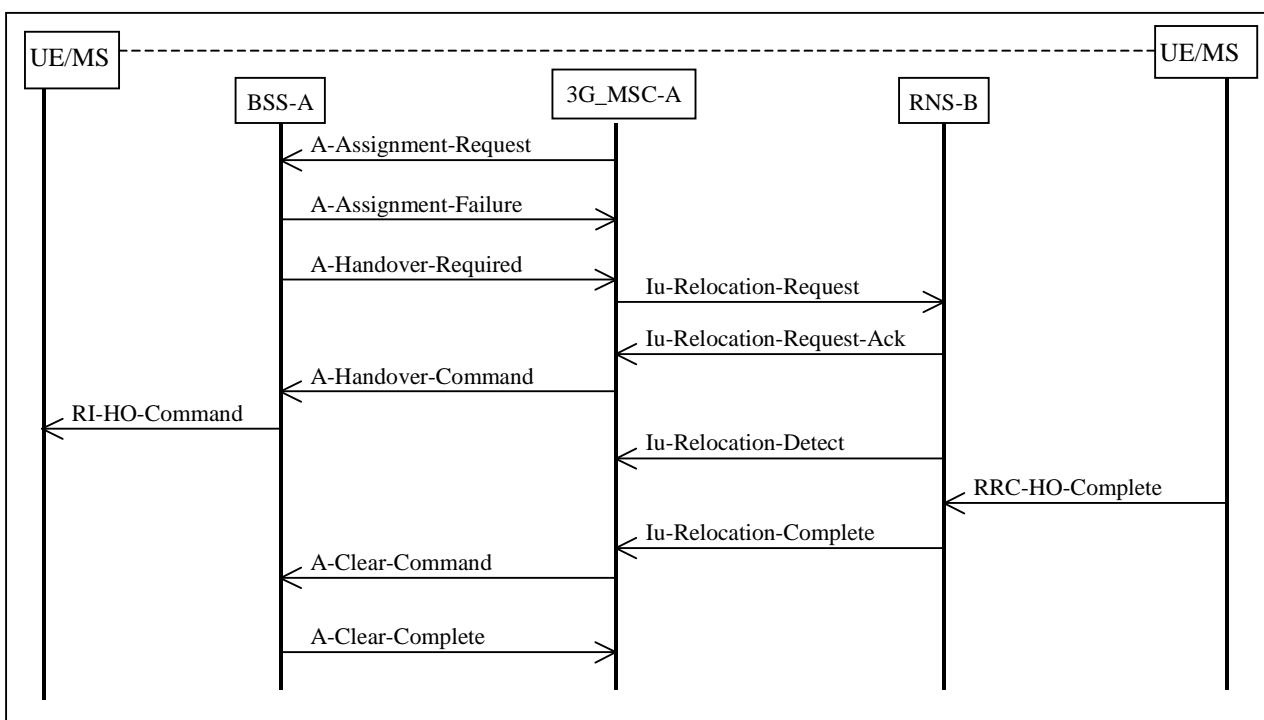 UE/MS
UE/MS
BSS-A
3G_MSC-A
RNS-B
A-Assignment-Request
A-Assignment-Failure
A-Handover-Required
Iu-Relocation-Request
Iu-Relocation-Request-Ack
A-Handover-Command
RI-HO-Command
Iu-Relocation-Detect
RRC-HO-Complete
Iu-Relocation-Complete
A-Clear-Command
A-Clear-Complete